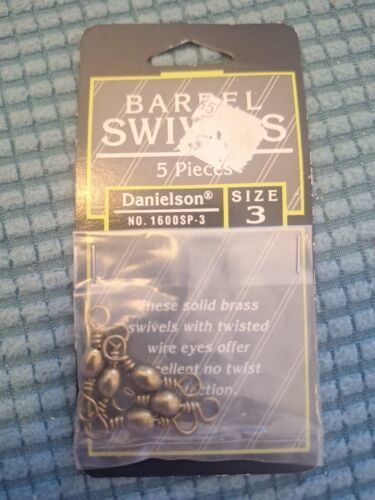 BARREL
SWIVELS
5 Pieces
Danielson®
NO. 1600SP-3
SIZE
3
These solid brass
swivels with twisted
wire eyes offer
excellent no twist